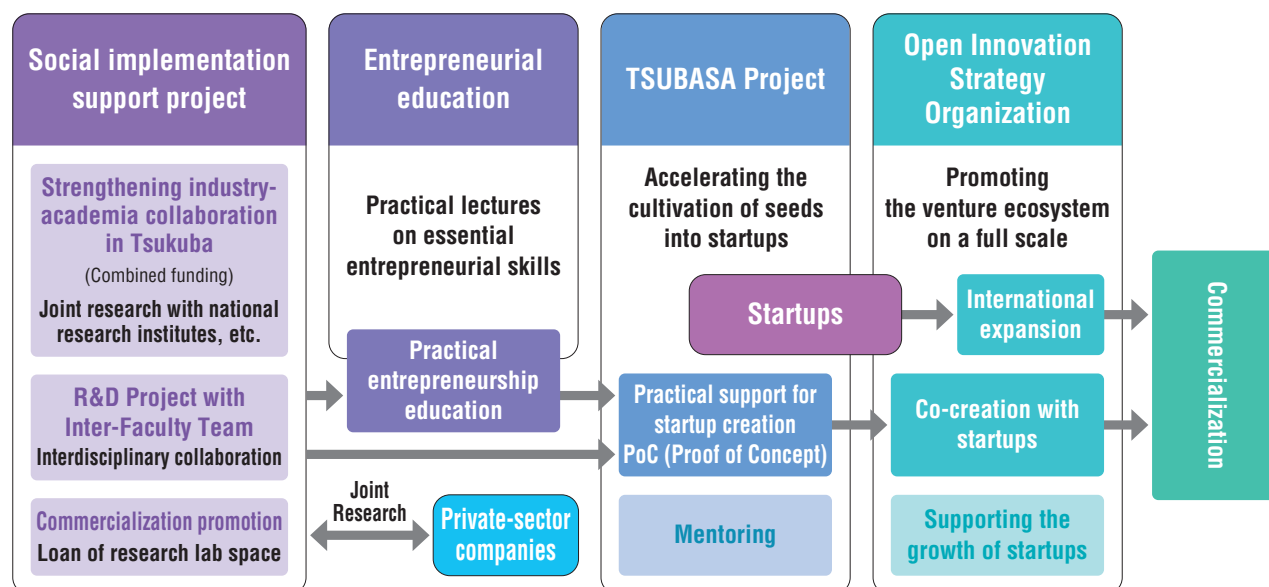 Social implementation
support project
Strengthening industry-
academia collaboration
in Tsukuba
(Combined funding)
Joint research with national
research institutes, etc.
R&D Project with
Inter-Faculty Team
Interdisciplinary collaboration
Commercialization promotion
Loan of research lab space
Entrepreneurial
education
Practical lectures
on essential
entrepreneurial skills
Practical
entrepreneurship
education
Joint
Research
Private-sector
companies
TSUBASA Project
Accelerating the
cultivation of seeds
into startups
Startups
Practical support for
startup creation
PoC (Proof of Concept)
Mentoring
Open Innovation
Strategy
Organization
Promoting
the venture ecosystem
on a full scale
International
expansion
Co-creation with
startups
Supporting the
growth of startups
Commercialization